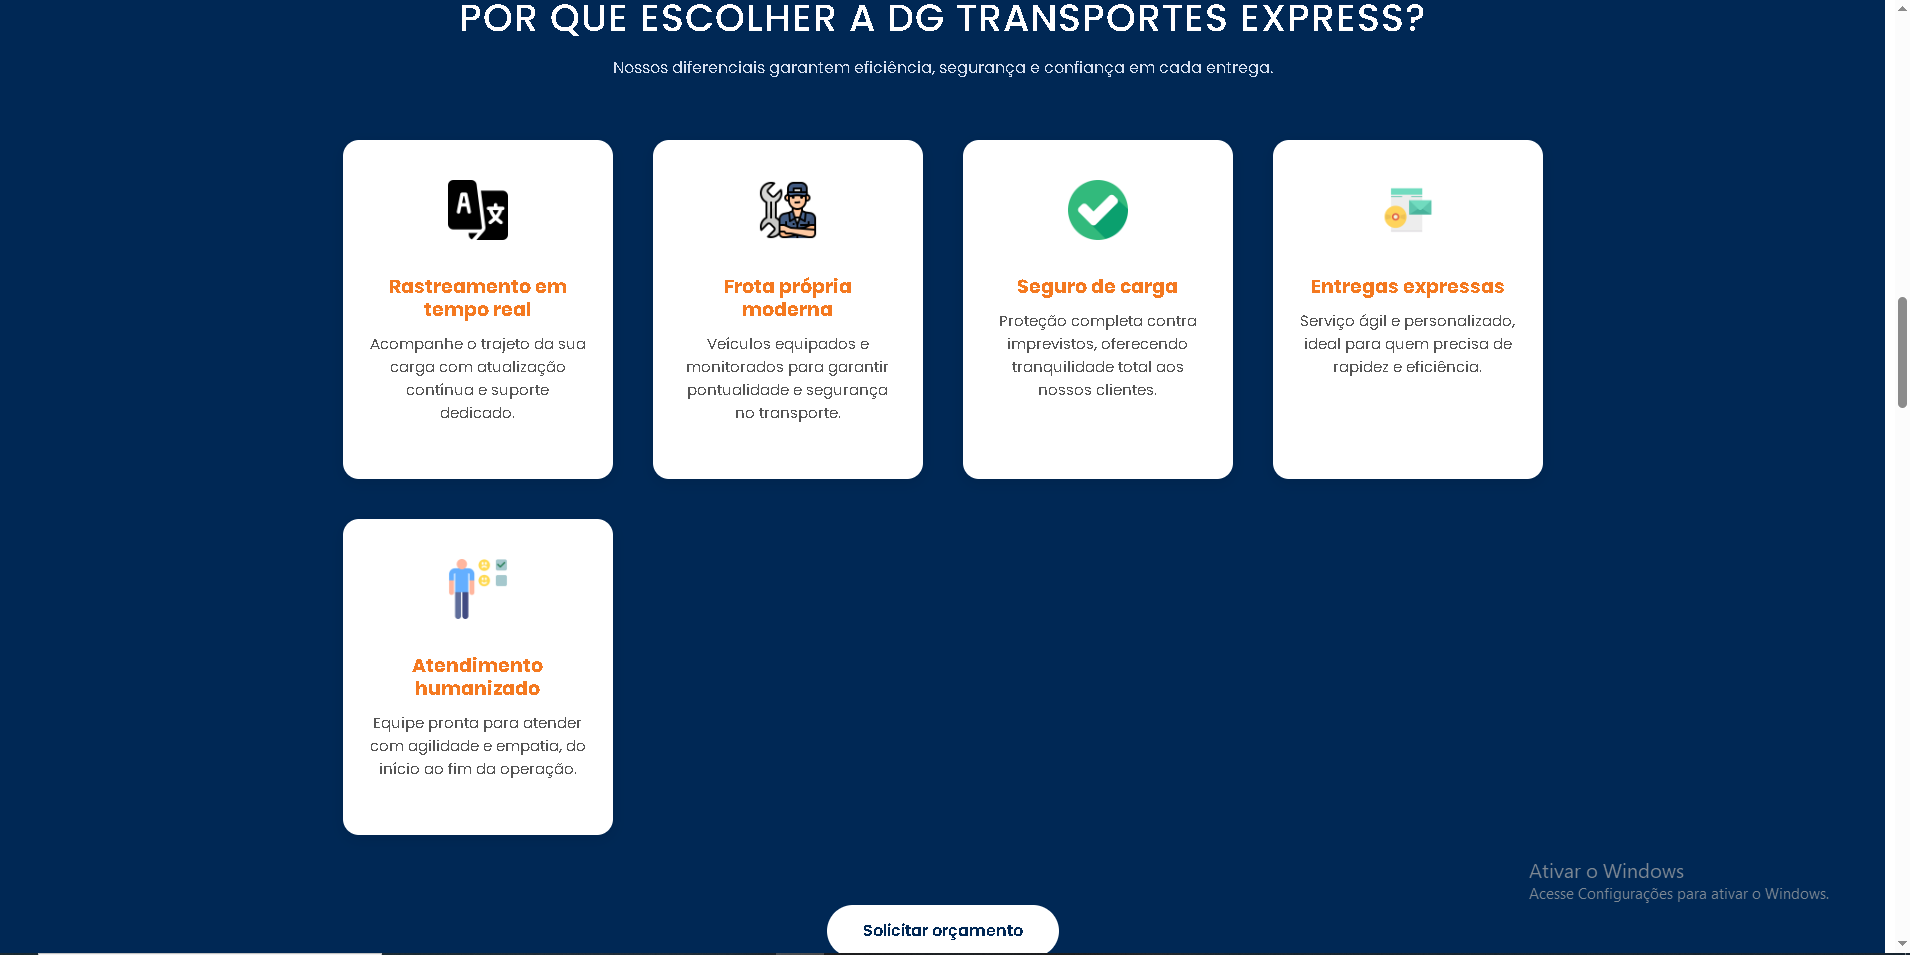 POR QUE ESCOLHER A DG TRANSPORTES EXPRESS?
Nossos diferenciais garantem eficiência, segurança e confiança em cada entrega.
A
文
Rastreamento em
tempo real
Acompanhe o trajeto da sua
carga com atualização
contínua e suporte
dedicado.
Frota própria
moderna
Veículos equipados e
monitorados para garantir
pontualidade e segurança
no transporte.
Seguro de carga
Proteção completa contra
imprevistos, oferecendo
tranquilidade total aos
nossos clientes.
Entregas expressas
Serviço ágil e personalizado,
ideal para quem precisa de
rapidez e eficiência.
Atendimento
humanizado
Equipe pronta para atender
com agilidade e empatia, do
início ao fim da operação.
Ativar o Windows
Acesse Configurações para ativar o Windows.
Solicitar orçamento